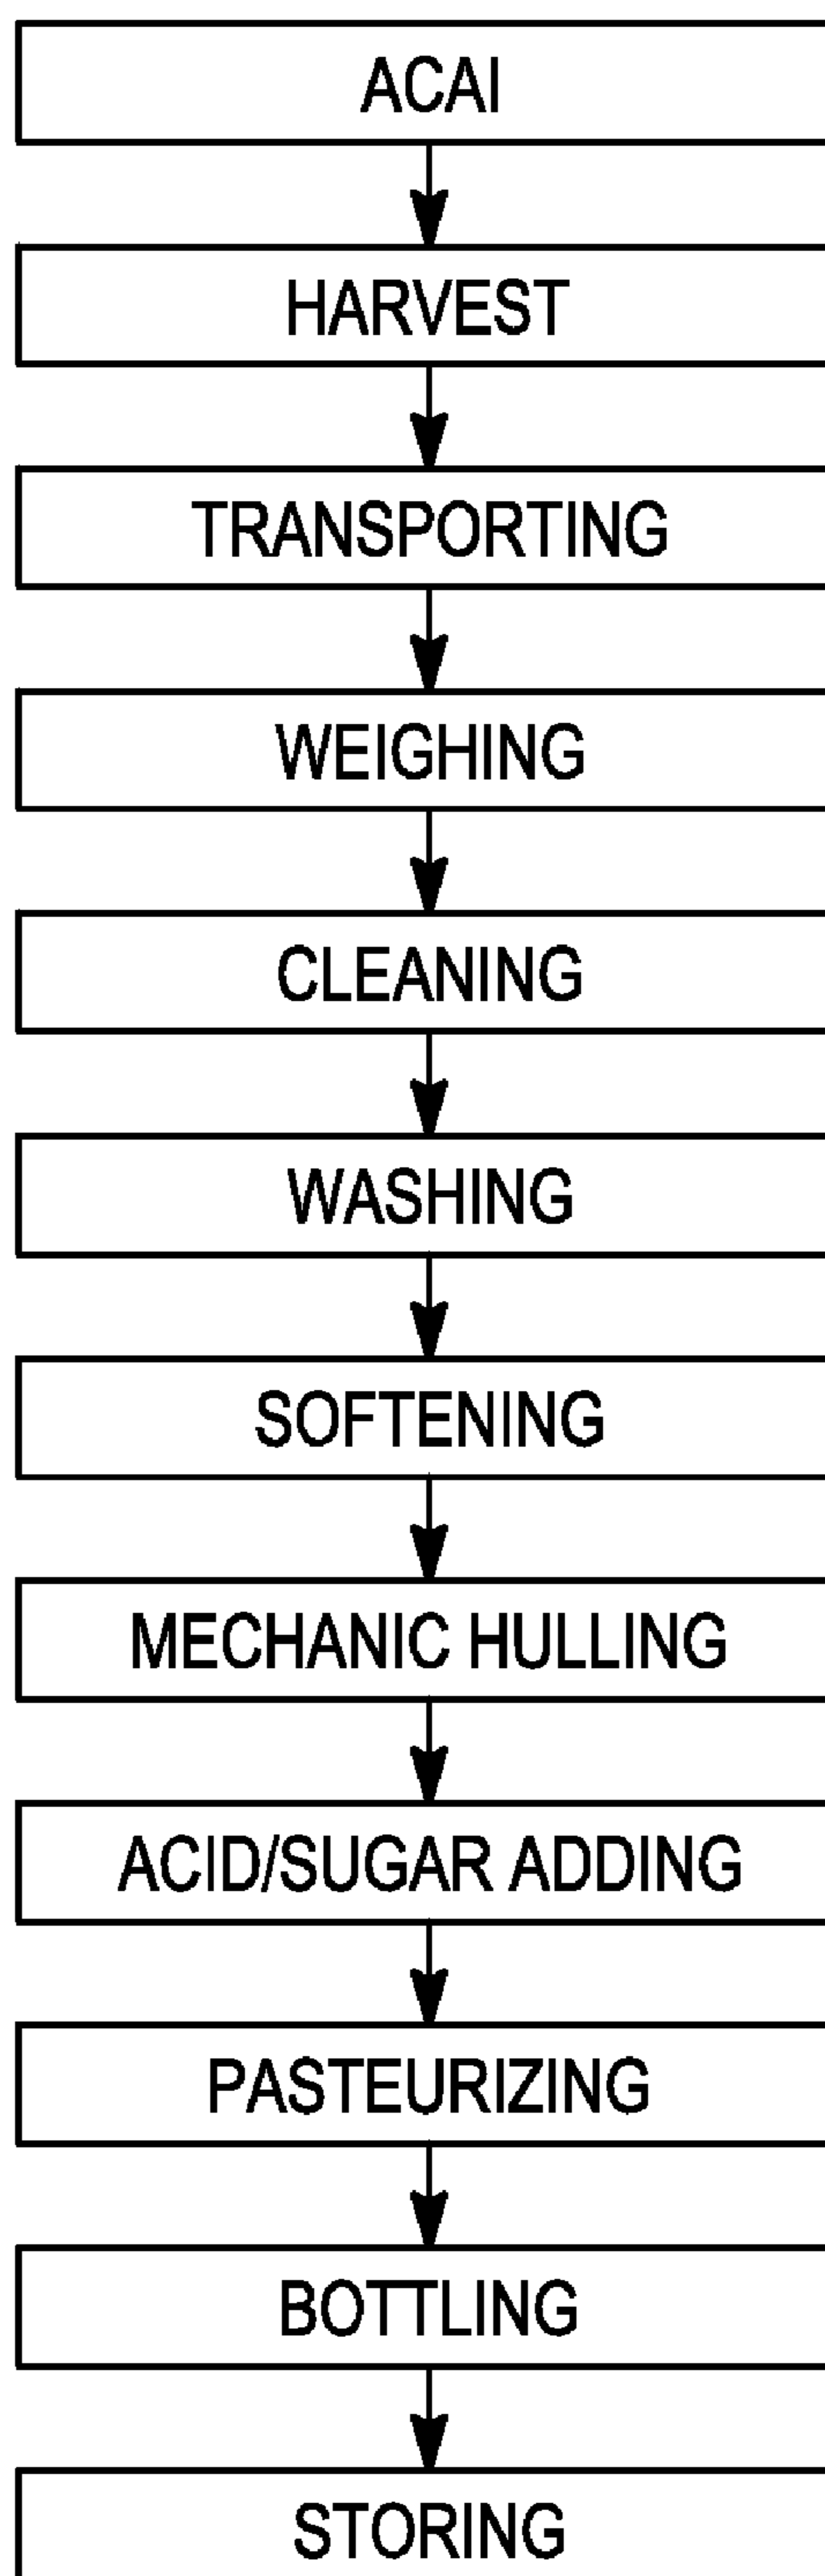 ACAI
HARVEST
TRANSPORTING
WEIGHING
CLEANING
WASHING
SOFTENING
MECHANIC HULLING
ACID/SUGAR ADDING
PASTEURIZING
BOTTLING
STORING